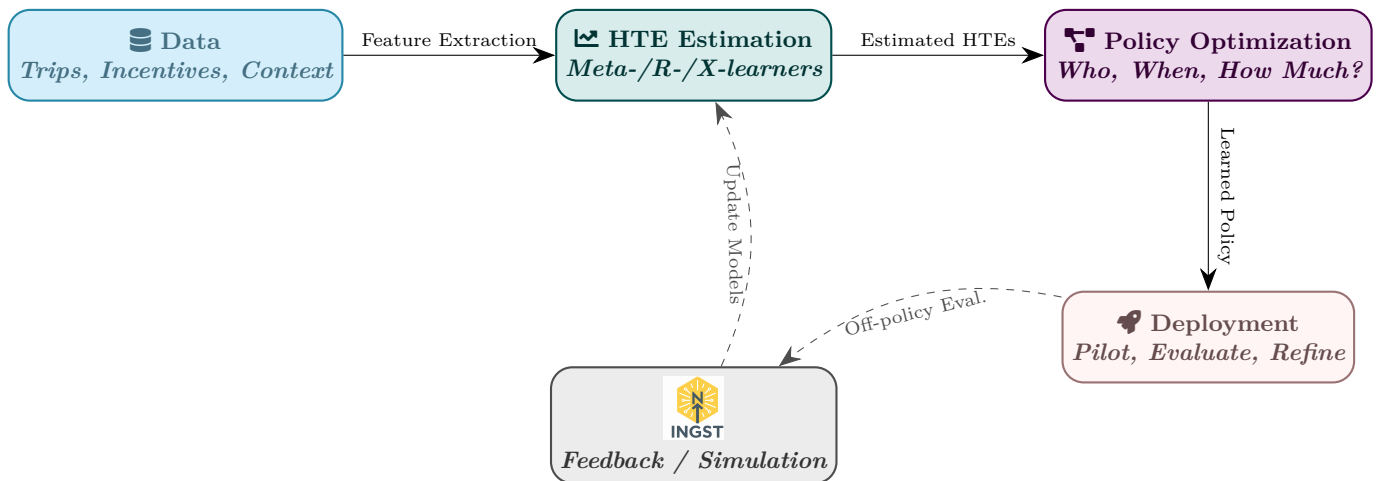 Data
Trips, Incentives, Context
Feature Extraction
HTE Estimation
Meta-/R-/X-learners
Estimated HTEs
Policy Optimization
Who, When, How Much?
Learned Policy
Update Models
Off-policy Eval.
Deployment
Pilot, Evaluate, Refine
N
INGST
Feedback / Simulation